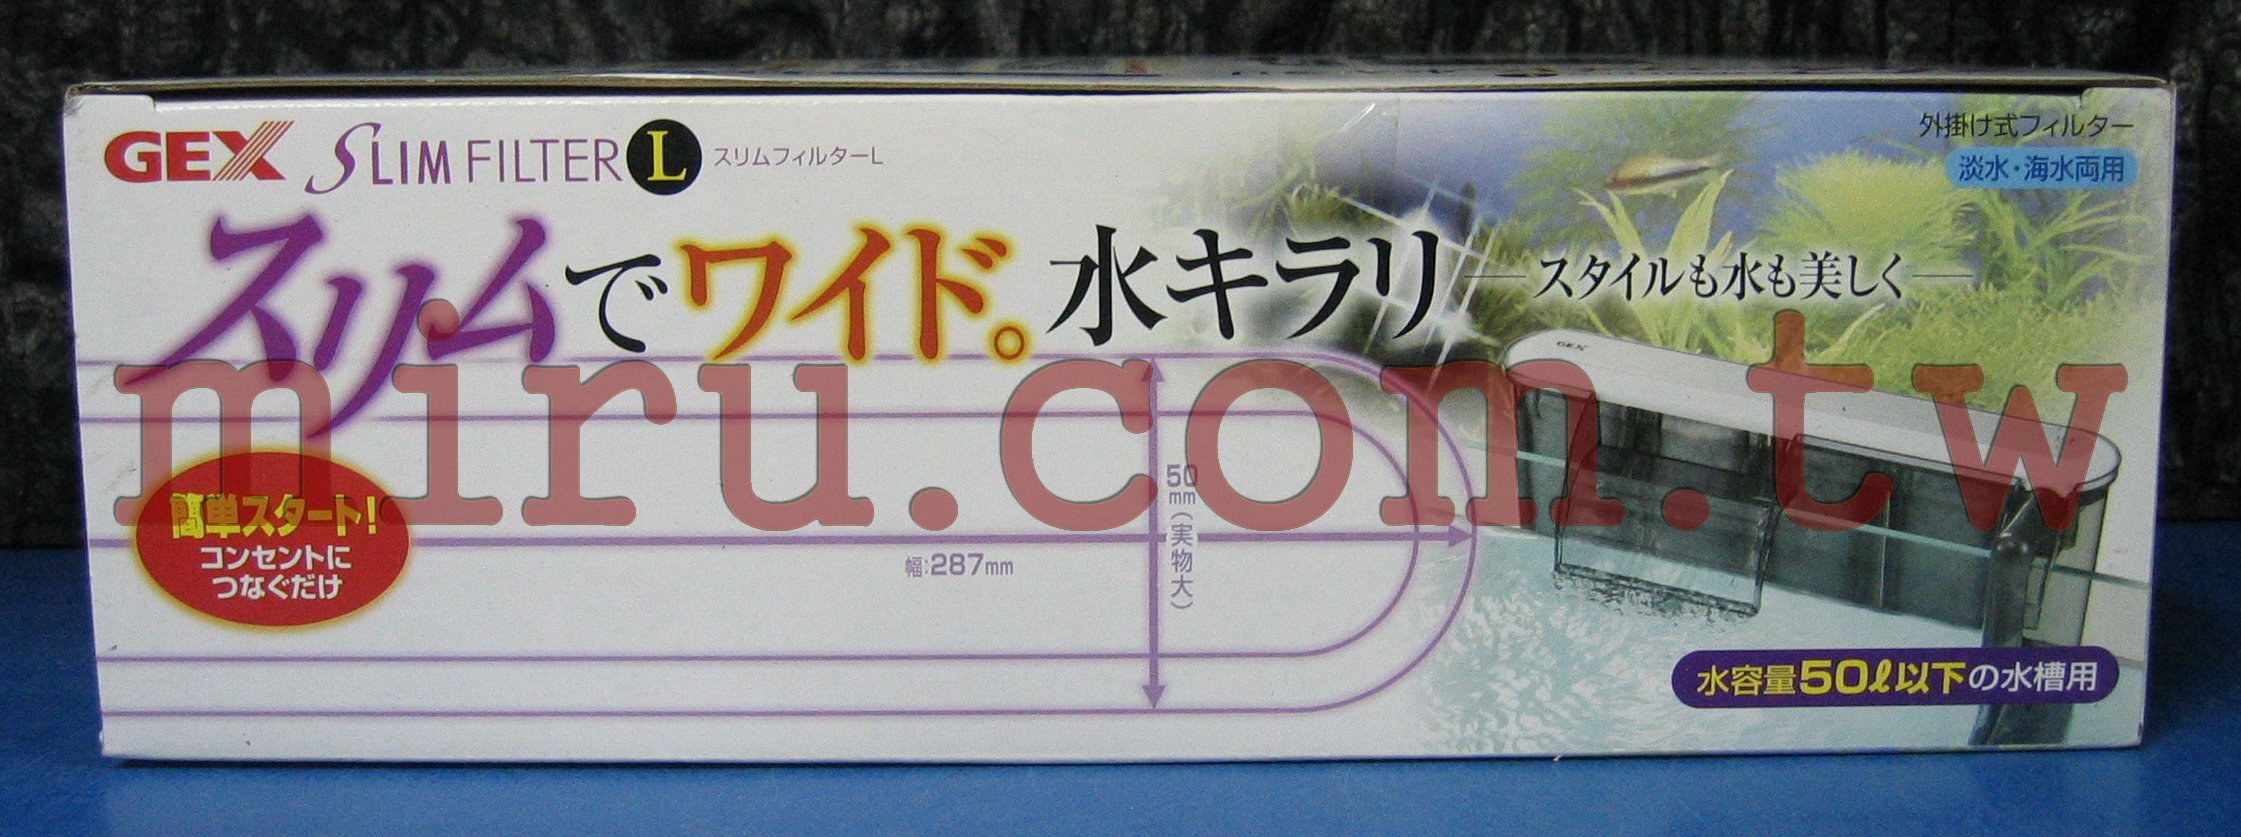 GEX SLIM FILTER L スリムフィルターL
外掛け式フィルター
淡水・海水両用
スリムでワイド。水キラリ
スタイルも水も美しく
GEX
miru.com.tw
簡単スタート!
コンセントに
つなぐだけ
50mm(実物大)
幅:287mm
水容量50ℓ以下の水槽用